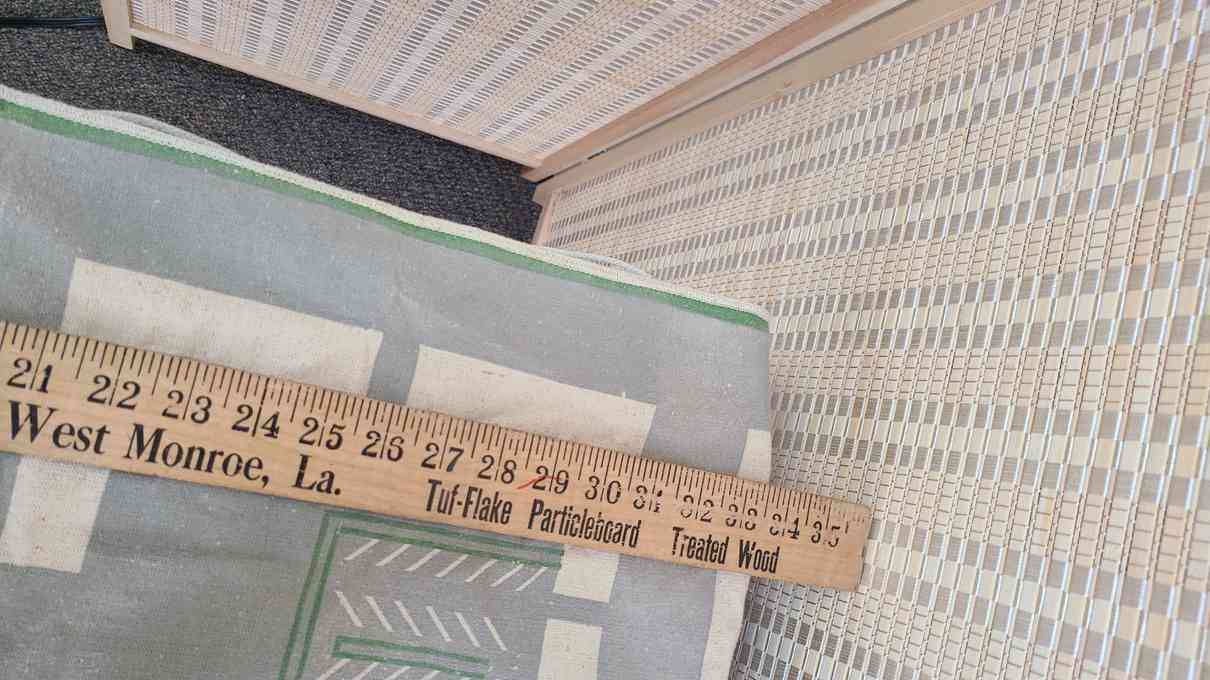 21 22 23 24 25 26 27 28 29 30 31 32 33 34 35
West Monroe, La.
Tuf-Flake Particleboard Treated Wood